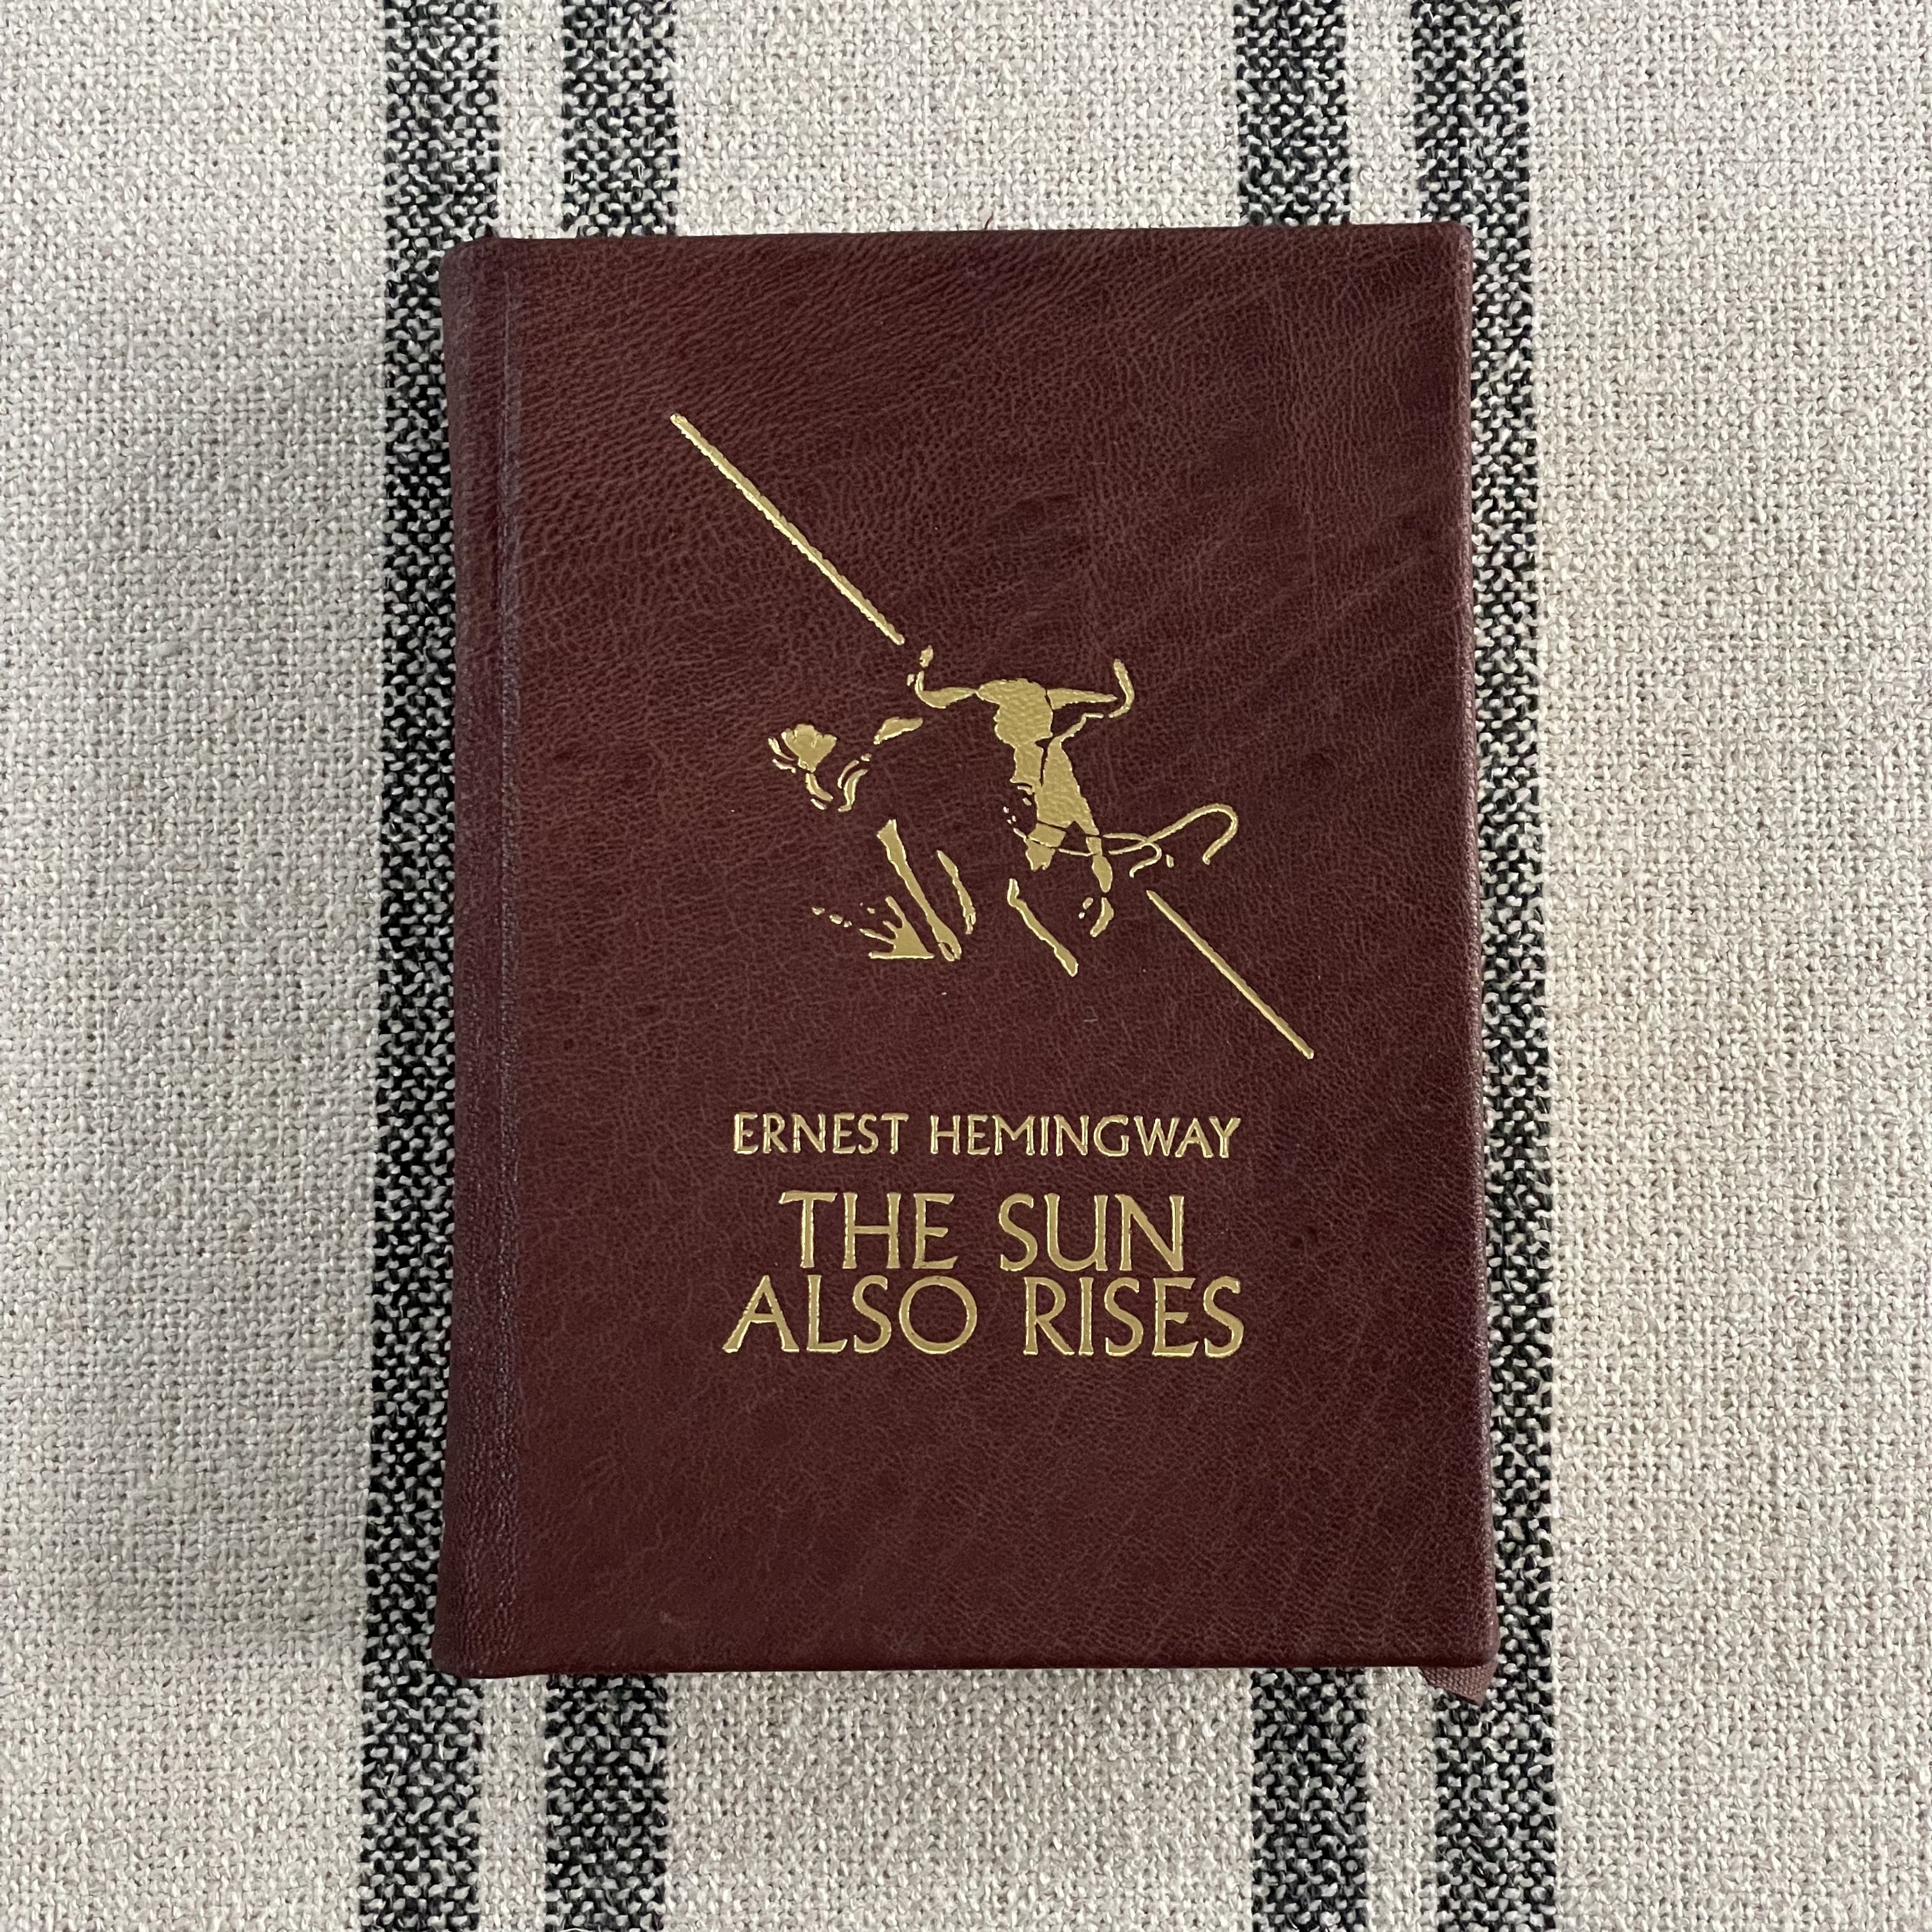 ERNEST HEMINGWAY
THE SUN
ALSO RISES